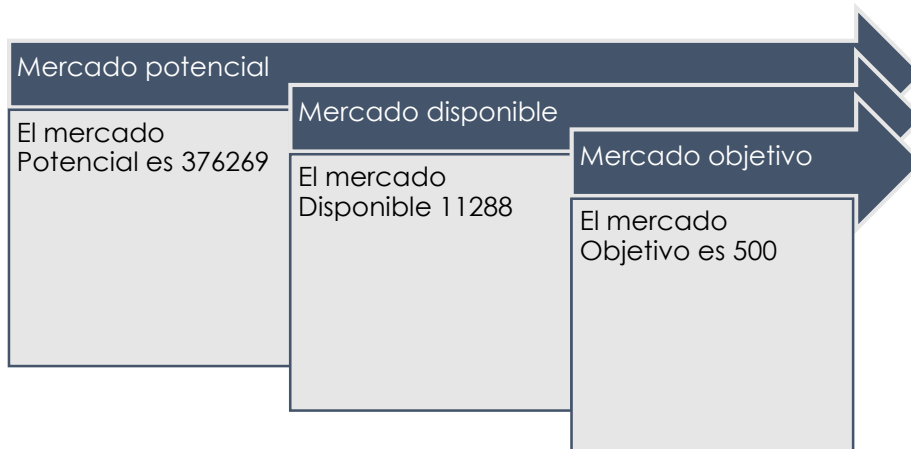 Mercado potencial
El mercado
Potencial es 376269
Mercado disponible
El mercado
Disponible 11288
Mercado objetivo
El mercado
Objetivo es 500